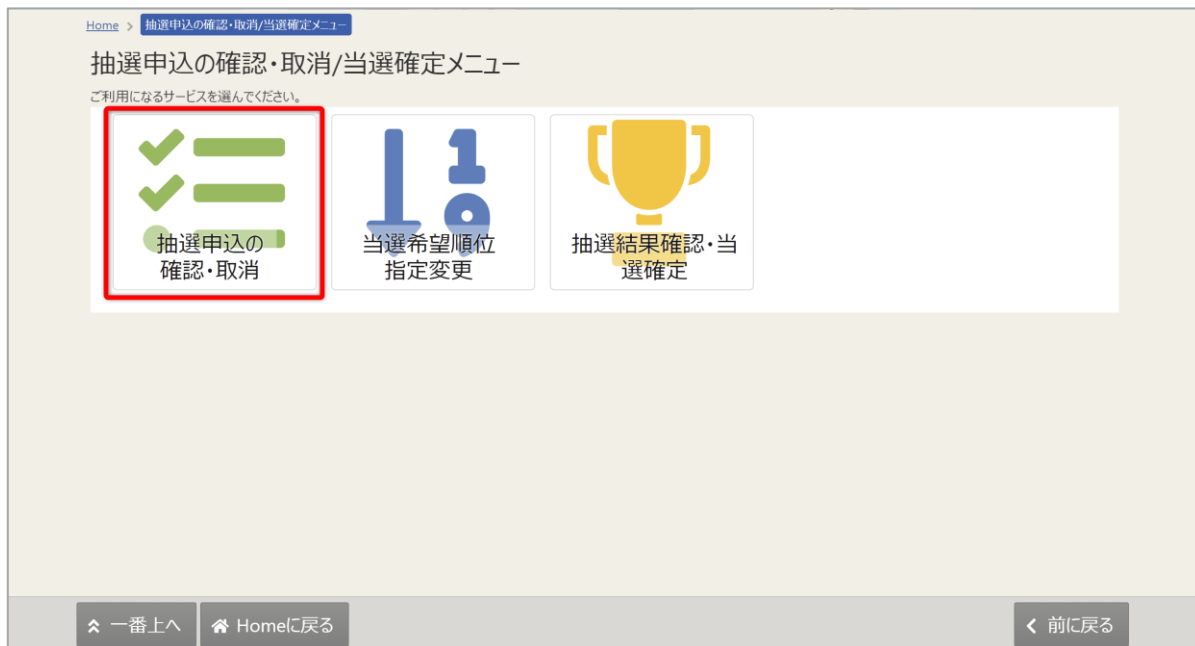 Home > 抽選申込の確認・取消/当選確定メニュー
抽選申込の確認・取消/当選確定メニュー
ご利用になるサービスを選んでください。
抽選申込の
確認・取消
当選希望順位
指定変更
抽選結果確認・当
選確定
一番上へ
Homeに戻る
前に戻る